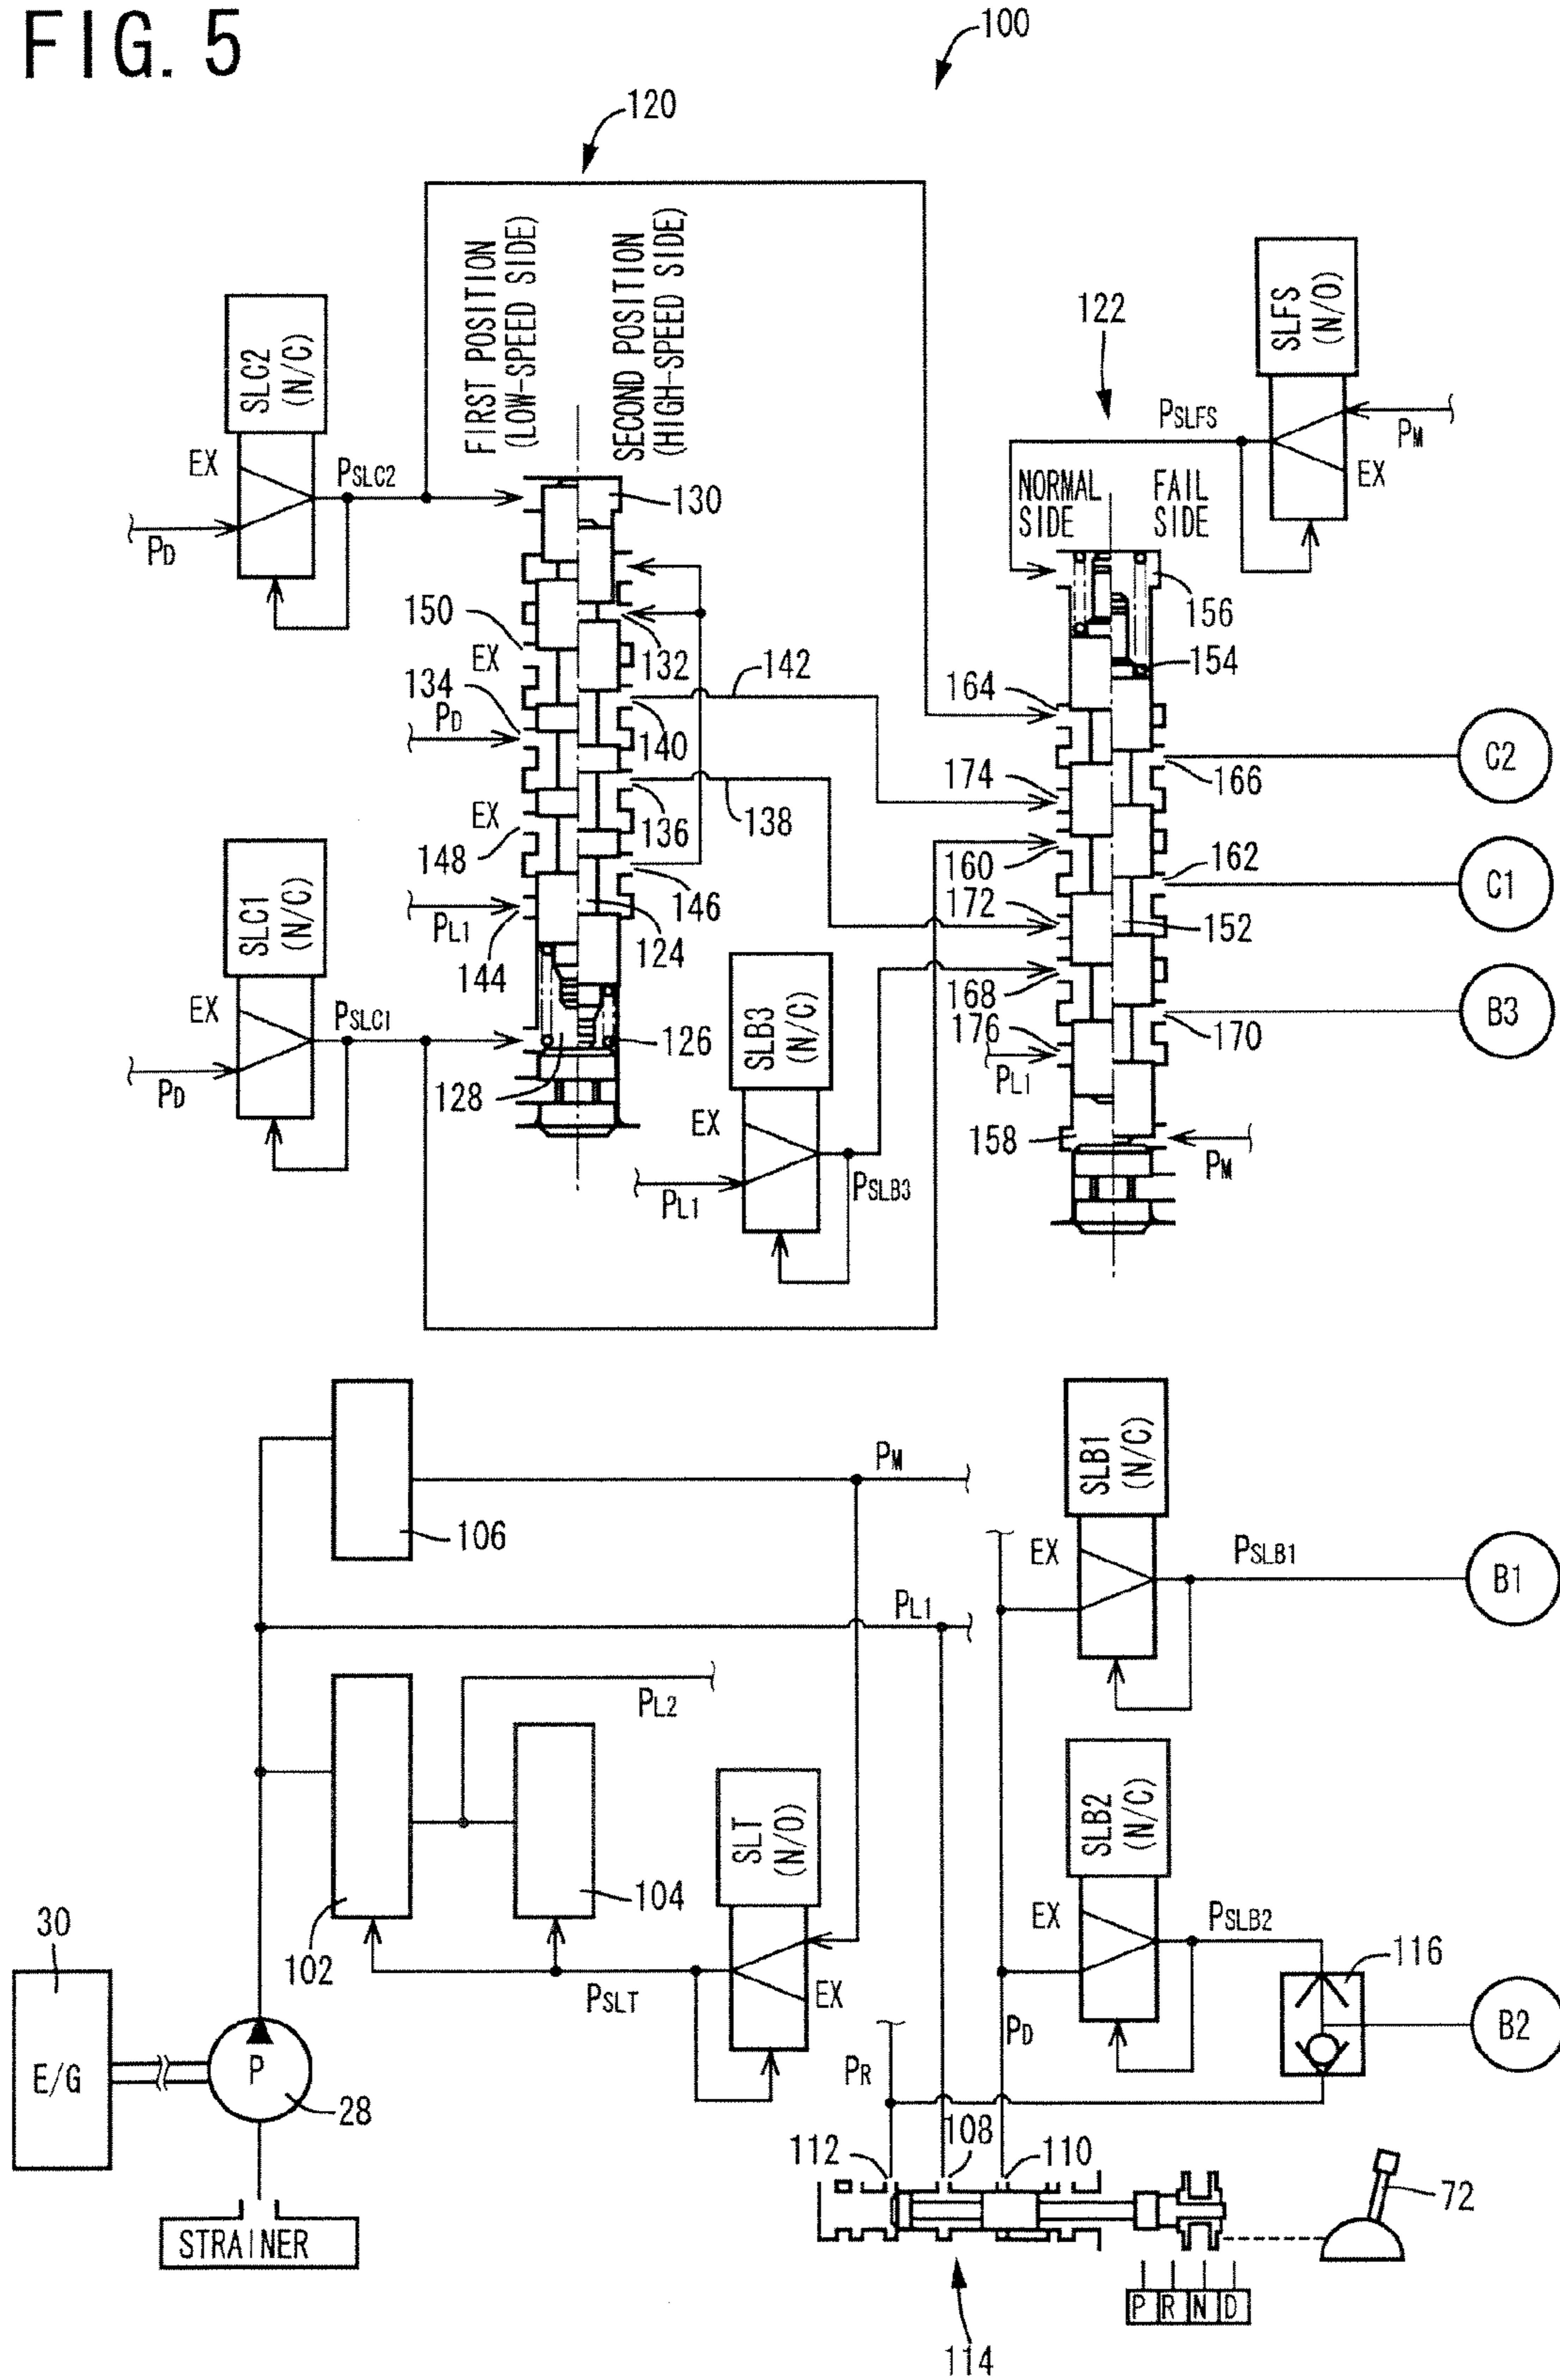 FIG. 5
100
120
FIRST POSITION
(LOW-SPEED SIDE)
SECOND POSITION
(HIGH-SPEED SIDE)
SLC2
(N/C)
EX
PSLC2
PD
130
150
EX
132
134
PD
142
140
136
138
EX
148
146
PL1
144
124
SLC1
(N/C)
EX
PSLC1
PD
126
128
SLB3
(N/C)
EX
PL1
PSLB3
122
SLFS
(N/O)
PSLFS
PM
EX
NORMAL
SIDE
FAIL
SIDE
156
154
164
174
166
C2
160
162
C1
172
152
168
176
170
B3
PL1
158
PM
106
PM
PL1
PL2
SLB1
(N/C)
EX
PSLB1
B1
SLT
(N/O)
104
102
PSLT
EX
SLB2
(N/C)
EX
PSLB2
116
B2
PD
PR
30
E/G
P
28
STRAINER
112
108
110
72
P R N D
114